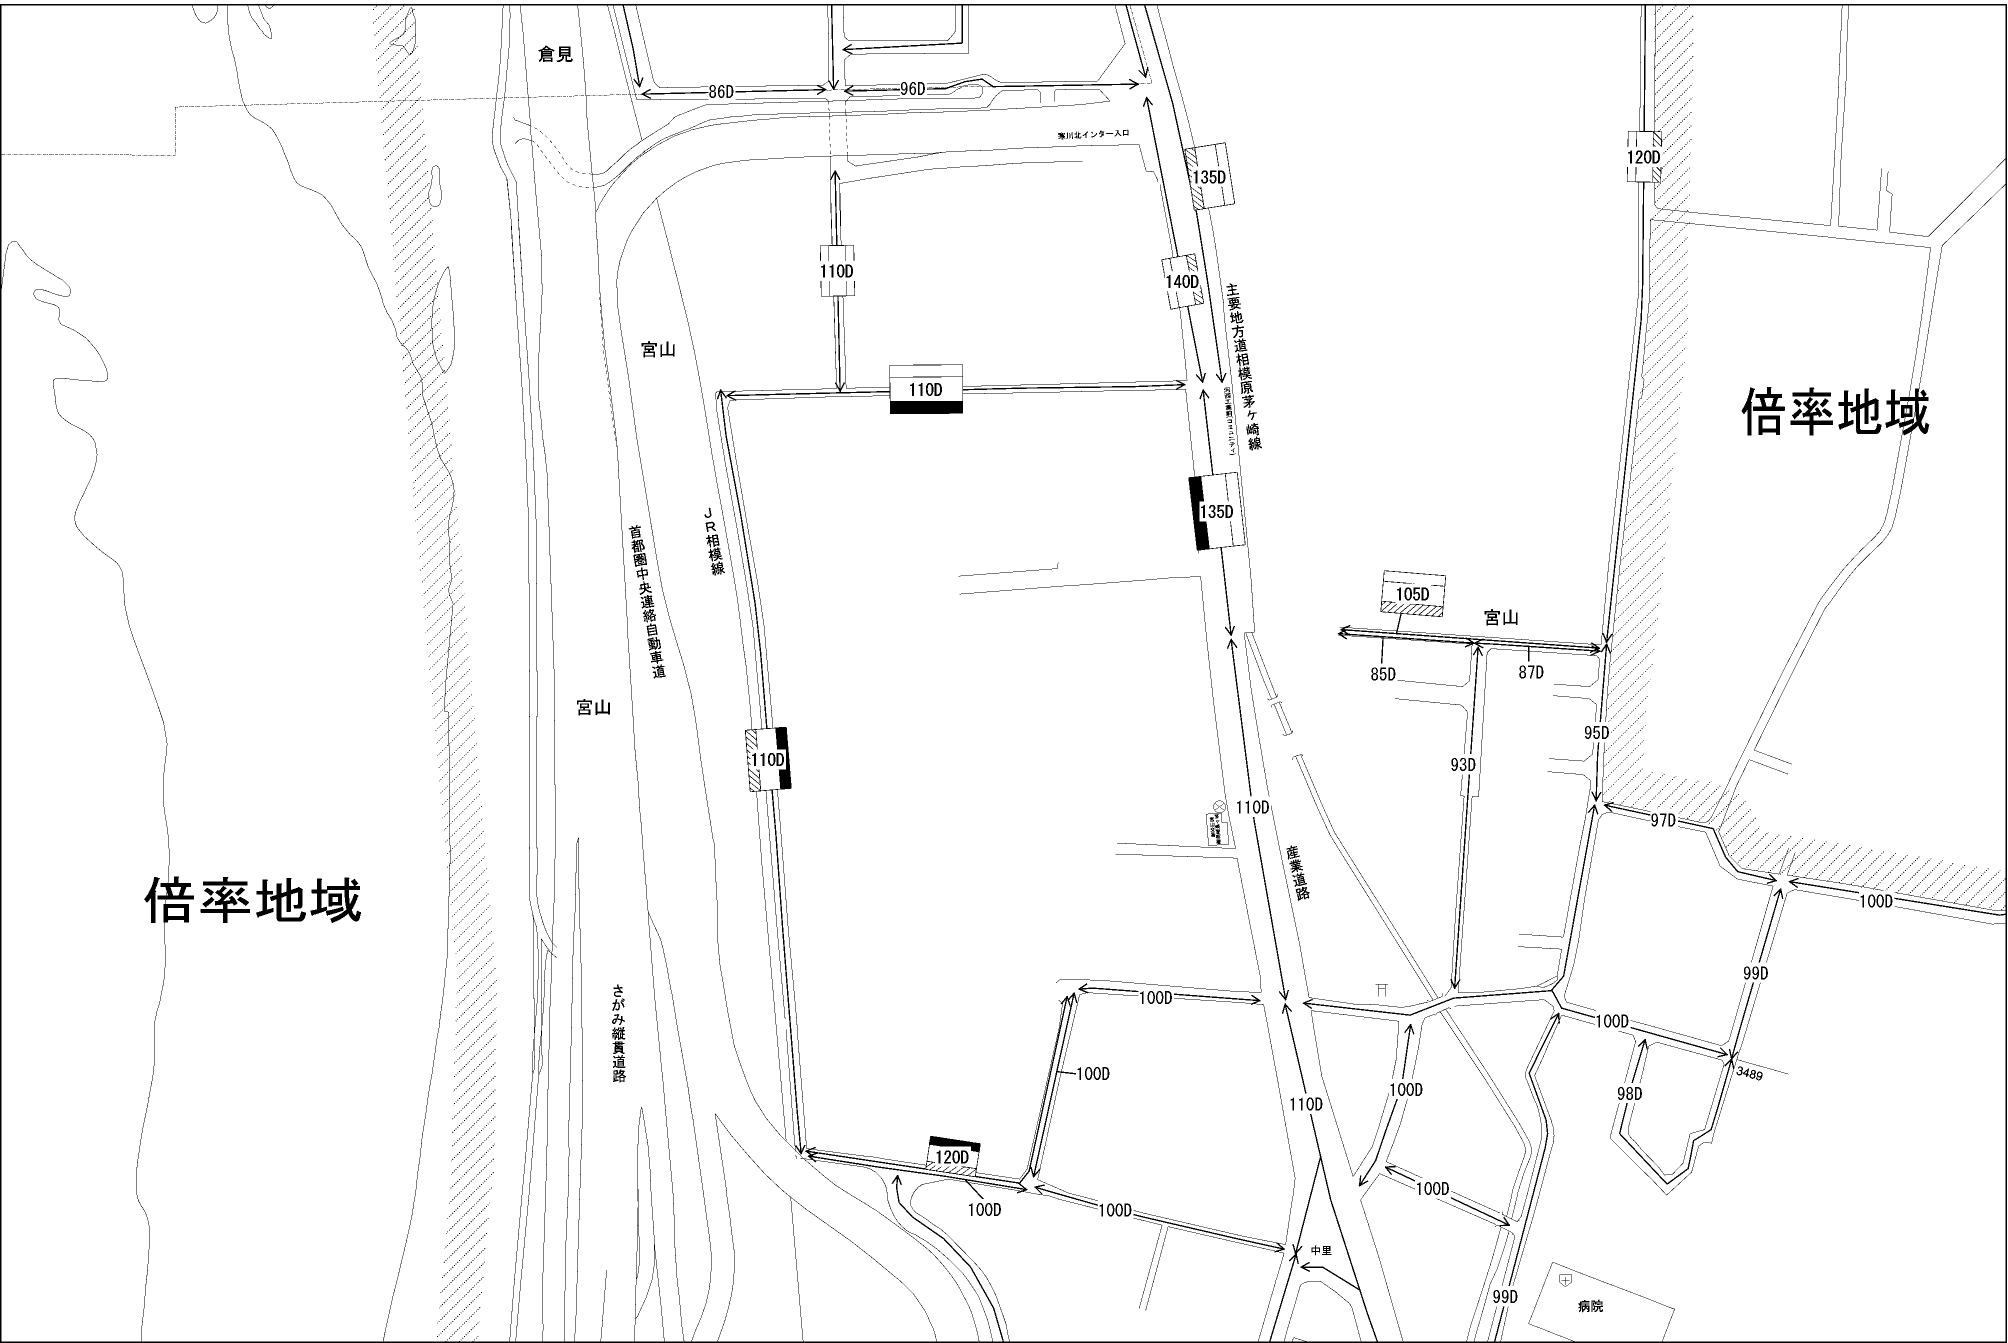 倉見
86D
96D
寒川北インター入口
135D
120D
110D
140D
主要地方道相模原茅ヶ崎線
宮山
110D
倍率地域
135D
JR相模線
首都圏中央連絡自動車道
105D
宮山
85D
87D
宮山
95D
110D
93D
110D
97D
産業道路
倍率地域
100D
99D
さがみ縦貫道路
100D
100D
100D
3489
100D
98D
110D
120D
100D
100D
100D
100D
中里
99D
病院